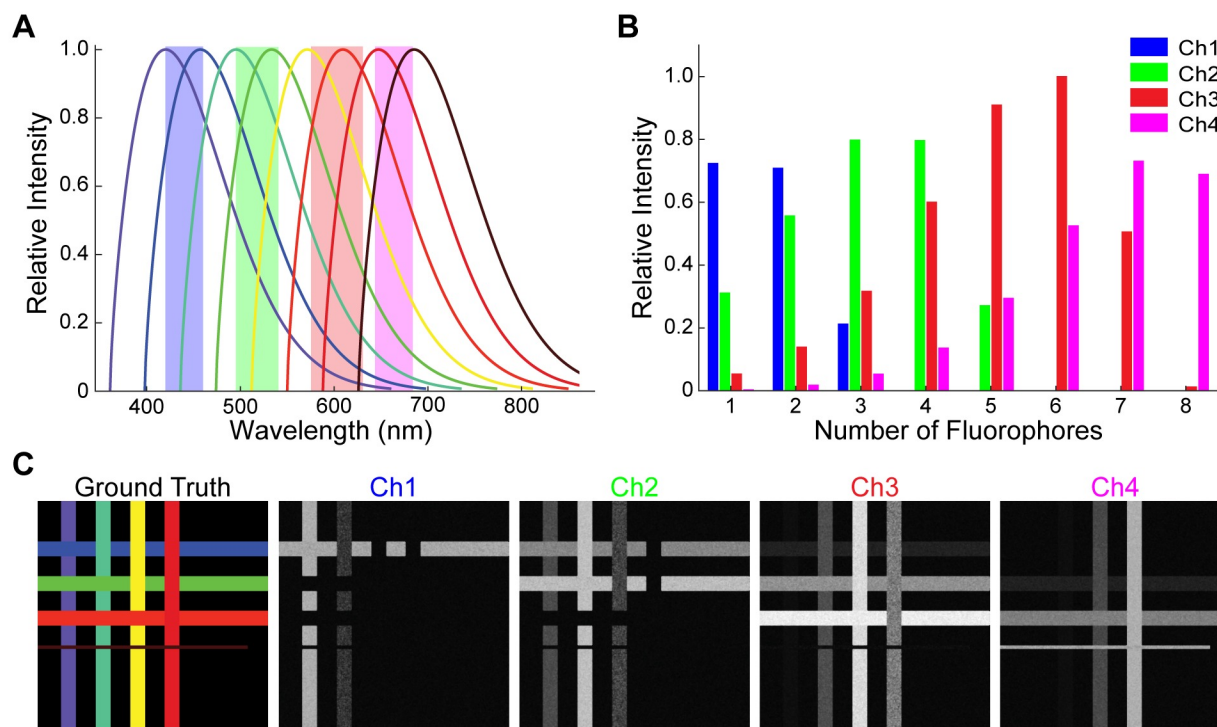 A
1.0
0.8
0.6
0.4
0.2
0
Relative Intensity
400 500 600 700 800
Wavelength (nm)
B
Ch1
Ch2
Ch3
Ch4
1.0
0.8
0.6
0.4
0.2
0
Relative Intensity
1 2 3 4 5 6 7 8
Number of Fluorophores
C
Ground Truth Ch1 Ch2 Ch3 Ch4